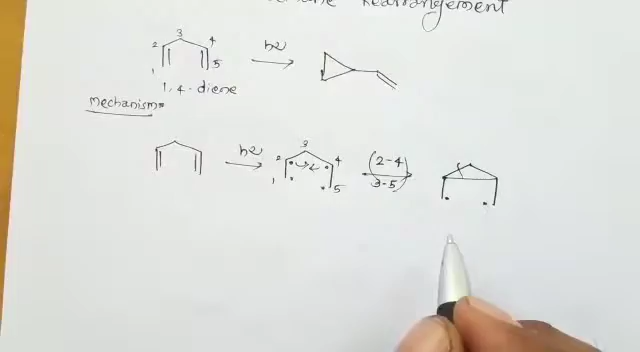 Rearrangement
3
2 4
hν
1 5
1,4-diene
Mechanism:
hν
3
2 4
1 5
(2-4)
3-5)